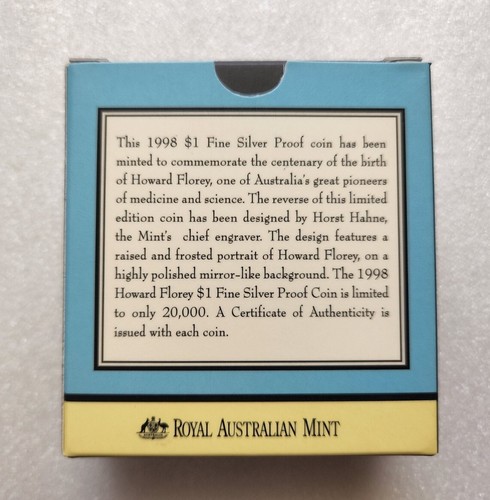 This 1998 $1 Fine Silver Proof coin has been
minted to commemorate the centenary of the birth
of Howard Florey, one of Australia's great pioneers
of medicine and science. The reverse of this limited
edition coin has been designed by Horst Hahne,
the Mint's chief engraver. The design features a
raised and frosted portrait of Howard Florey, on a
highly polished mirror-like background. The 1998
Howard Florey $1 Fine Silver Proof Coin is limited
to only 20,000. A Certificate of Authenticity is
issued with each coin.
ROYAL AUSTRALIAN MINT